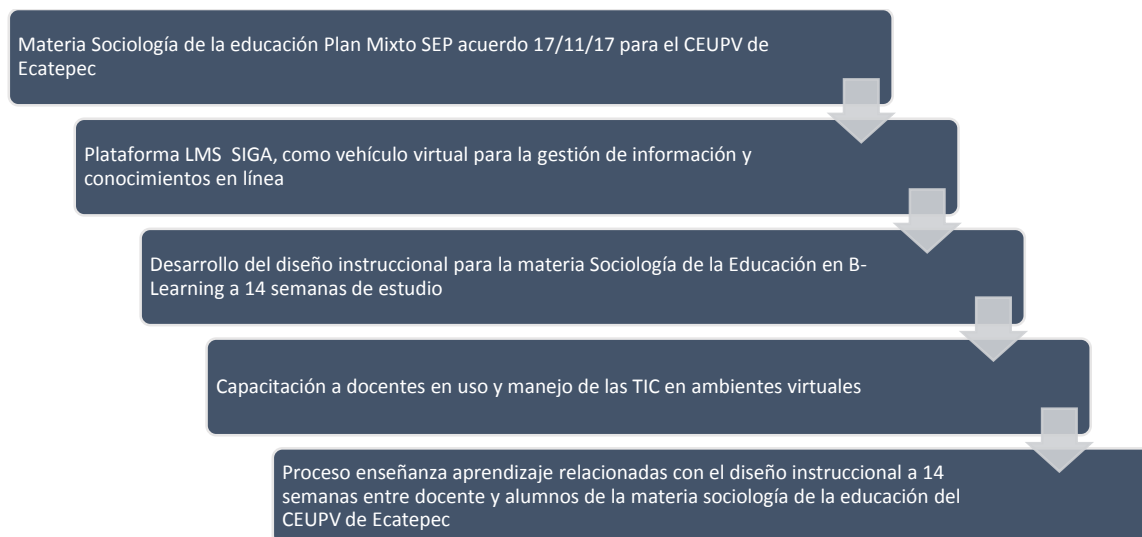 Materia Sociología de la educación Plan Mixto SEP acuerdo 17/11/17 para el CEUPV de
Ecatepec
Plataforma LMS SIGA, como vehículo virtual para la gestión de información y
conocimientos en línea
Desarrollo del diseño instruccional para la materia Sociología de la Educación en B-
Learning a 14 semanas de estudio
Capacitación a docentes en uso y manejo de las TIC en ambientes virtuales
Proceso enseñanza aprendizaje relacionadas con el diseño instruccional a 14
semanas entre docente y alumnos de la materia sociología de la educación del
CEUPV de Ecatepec